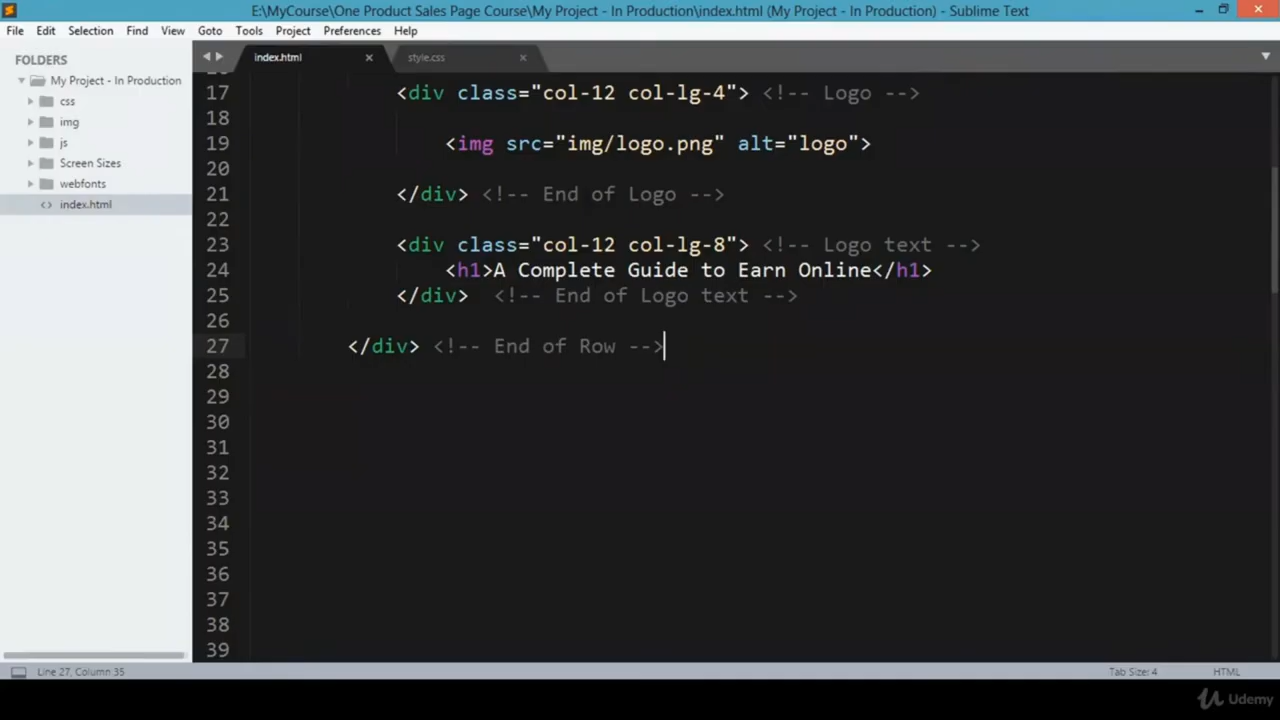 E:\MyCourse\One Product Sales Page Course\My Project - In Production\index.html (My Project - In Production) - Sublime Text
File Edit Selection Find View Goto Tools Project Preferences Help
FOLDERS
My Project - In Production
css
img
js
Screen Sizes
webfonts
index.html
index.html × style.css ×
17 <div class="col-12 col-lg-4"> <!-- Logo -->
18
19 <img src="img/logo.png" alt="logo">
20
21 </div> <!-- End of Logo -->
22
23 <div class="col-12 col-lg-8"> <!-- Logo text -->
24 <h1>A Complete Guide to Earn Online</h1>
25 </div> <!-- End of Logo text -->
26
27 </div> <!-- End of Row -->
28
29
30
31
32
33
34
35
36
37
38
39
Line 27, Column 35 Tab Size: 4 HTML
Udemy